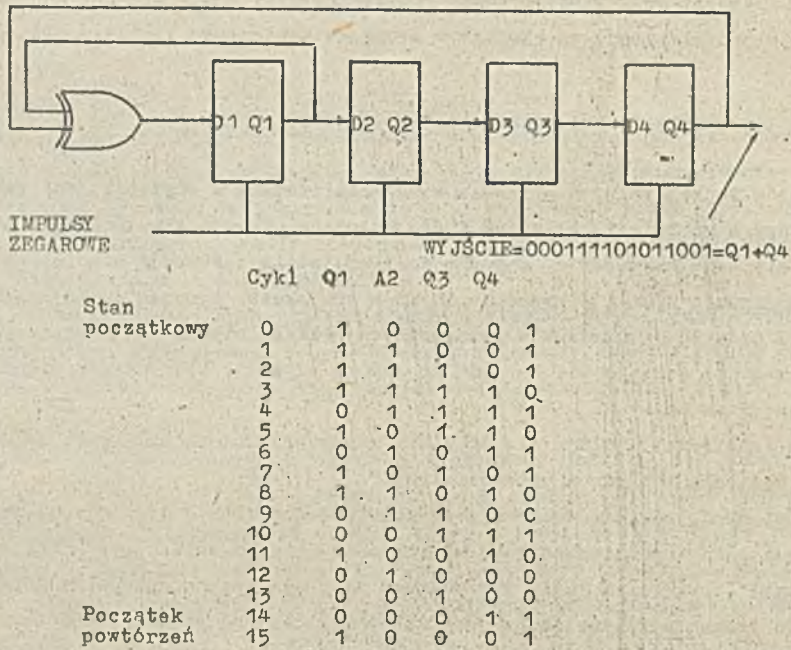 D1 Q1 D2 Q2 D3 Q3 D4 Q4
IMPULSY
ZEGAROWE
WYJŚCIE=000111101011001=Q1+Q4
Cykl Q1 A2 Q3 Q4
Stan
początkowy 0 1 0 0 0 1
1 1 1 0 0 1
2 1 1 1 0 1
3 1 1 1 1 0
4 0 1 1 1 1
5 1 0 1 1 0
6 0 1 0 1 1
7 1 0 1 0 1
8 1 1 0 1 0
9 0 1 1 0 0
10 0 0 1 1 1
11 1 0 0 1 0
12 0 1 0 0 0
13 0 0 1 0 0
Początek 14 0 0 0 1 1
powtórzeń 15 1 0 0 0 1